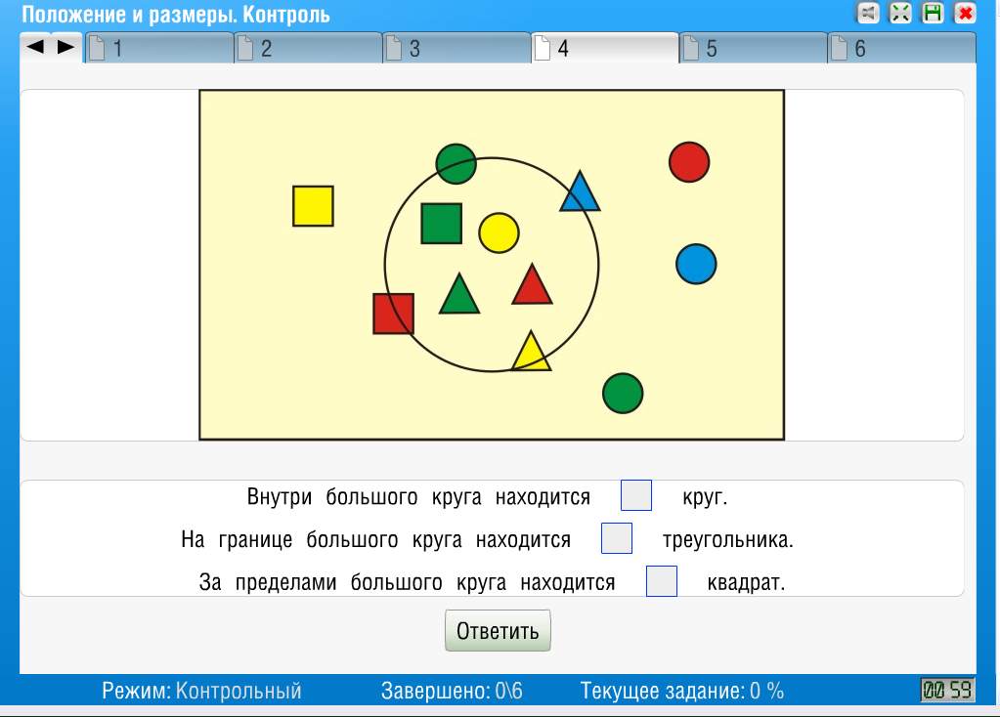 Положение и размеры. Контроль
1 2 3 4 5 6
Внутри большого круга находится круг.
На границе большого круга находится треугольника.
За пределами большого круга находится квадрат.
Ответить
Режим: Контрольный Завершено: 0\6 Текущее задание: 0 % 00 59